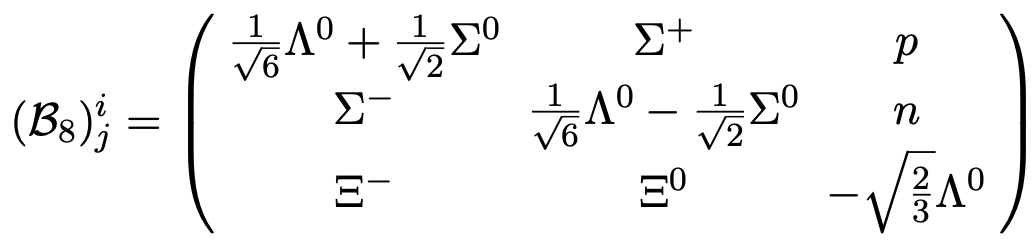 $(\mathcal{B}_8)^i_j = \begin{pmatrix} \frac{1}{\sqrt{6}}\Lambda^0 + \frac{1}{\sqrt{2}}\Sigma^0 & \Sigma^+ & p \\ \Sigma^- & \frac{1}{\sqrt{6}}\Lambda^0 - \frac{1}{\sqrt{2}}\Sigma^0 & n \\ \Xi^- & \Xi^0 & -\sqrt{\frac{2}{3}}\Lambda^0 \end{pmatrix}$